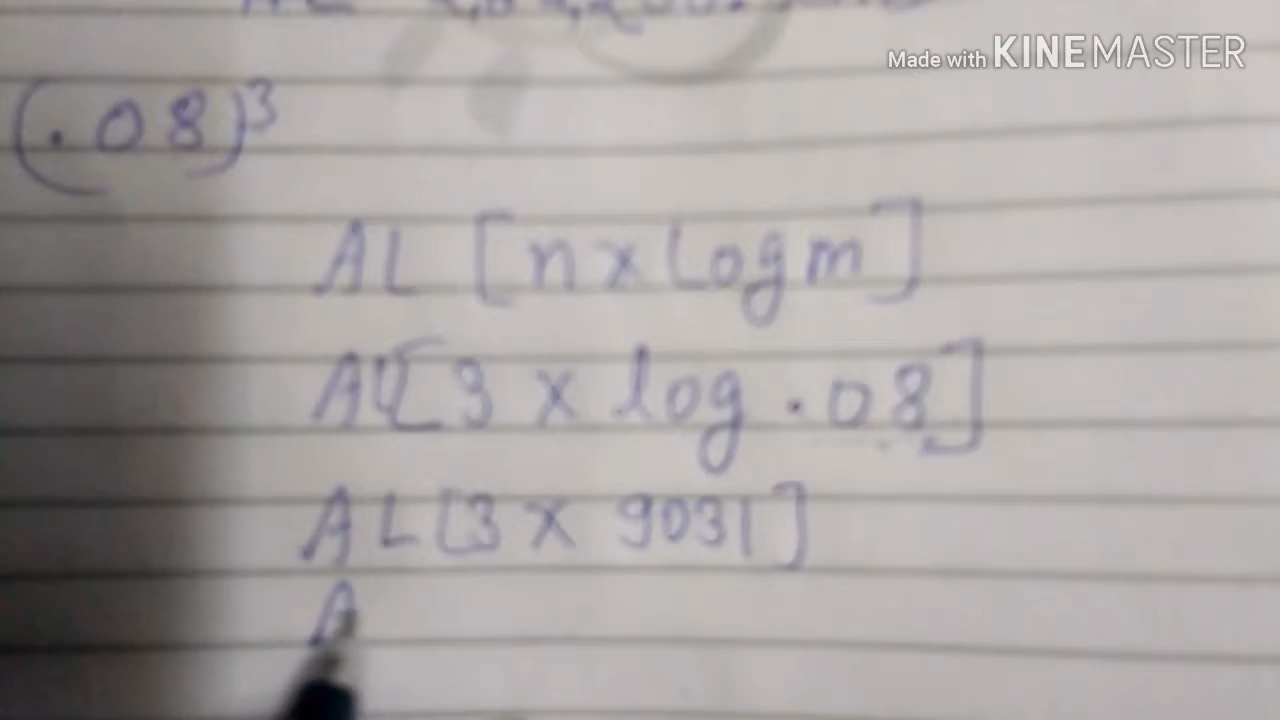 Made with KINEMASTER
(.08)³
AL [n x Log m]
AL[3 x log .08]
AL[3 x 9031]
A